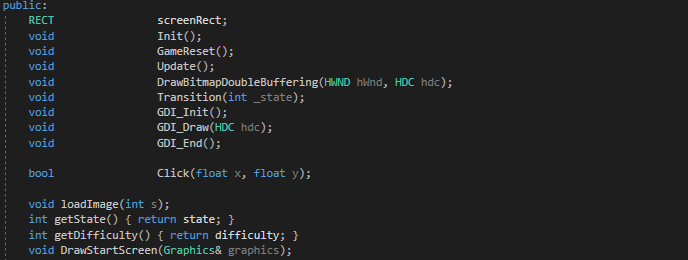 public:
RECT screenRect;
void Init();
void GameReset();
void Update();
void DrawBitmapDoubleBuffering(HWND hWnd, HDC hdc);
void Transition(int _state);
void GDI_Init();
void GDI_Draw(HDC hdc);
void GDI_End();
bool Click(float x, float y);
void loadImage(int s);
int getState() { return state; }
int getDifficulty() { return difficulty; }
void DrawStartScreen(Graphics& graphics);